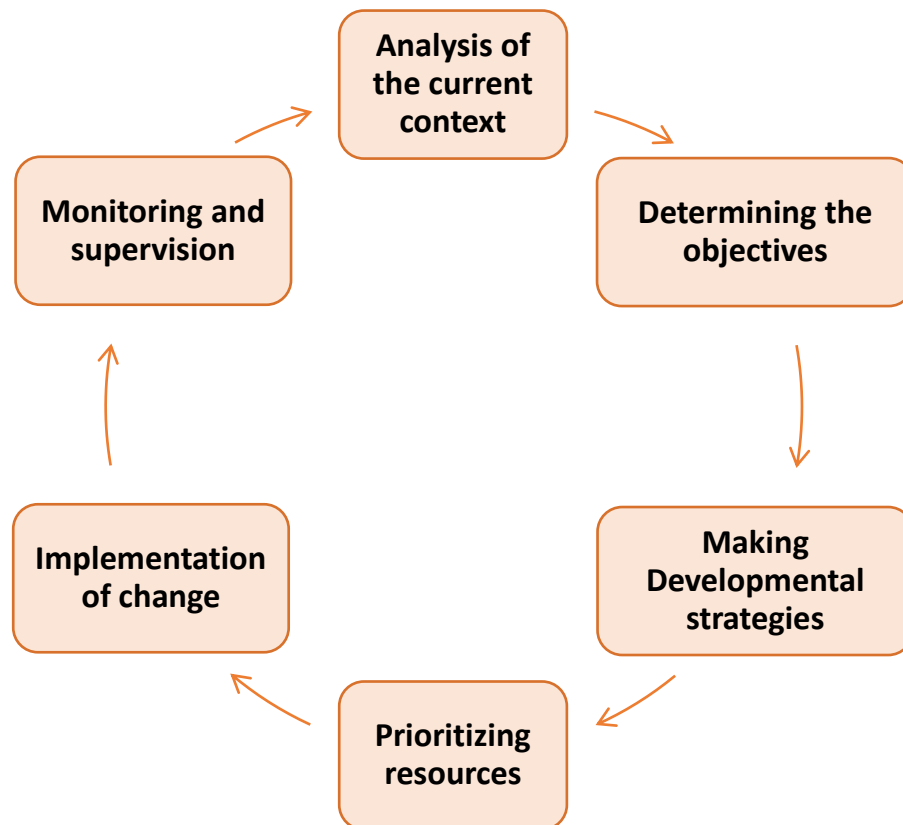 Analysis of
the current
context
Determining the
objectives
Making
Developmental
strategies
Prioritizing
resources
Implementation
of change
Monitoring and
supervision